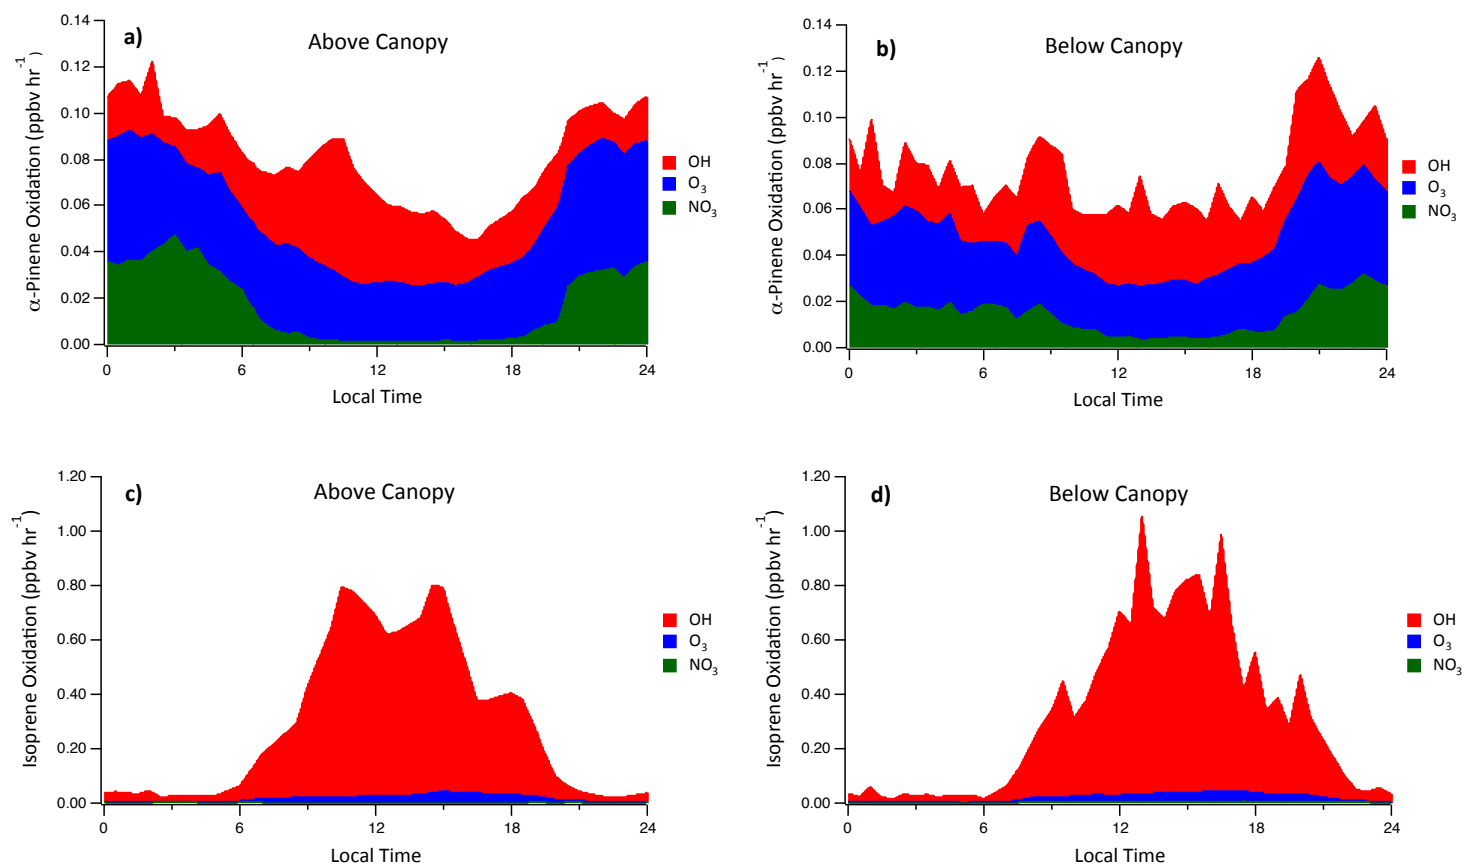 a)
Above Canopy
α-Pinene Oxidation (ppbv hr⁻¹)
0.14
0.12
0.10
0.08
0.06
0.04
0.02
0.00
0
6
12
18
24
Local Time
OH
O₃
NO₃
b)
Below Canopy
α-Pinene Oxidation (ppbv hr⁻¹)
0.14
0.12
0.10
0.08
0.06
0.04
0.02
0.00
0
6
12
18
24
Local Time
OH
O₃
NO₃
c)
Above Canopy
Isoprene Oxidation (ppbv hr⁻¹)
1.20
1.00
0.80
0.60
0.40
0.20
0.00
0
6
12
18
24
Local Time
OH
O₃
NO₃
d)
Below Canopy
Isoprene Oxidation (ppbv hr⁻¹)
1.20
1.00
0.80
0.60
0.40
0.20
0.00
0
6
12
18
24
Local Time
OH
O₃
NO₃